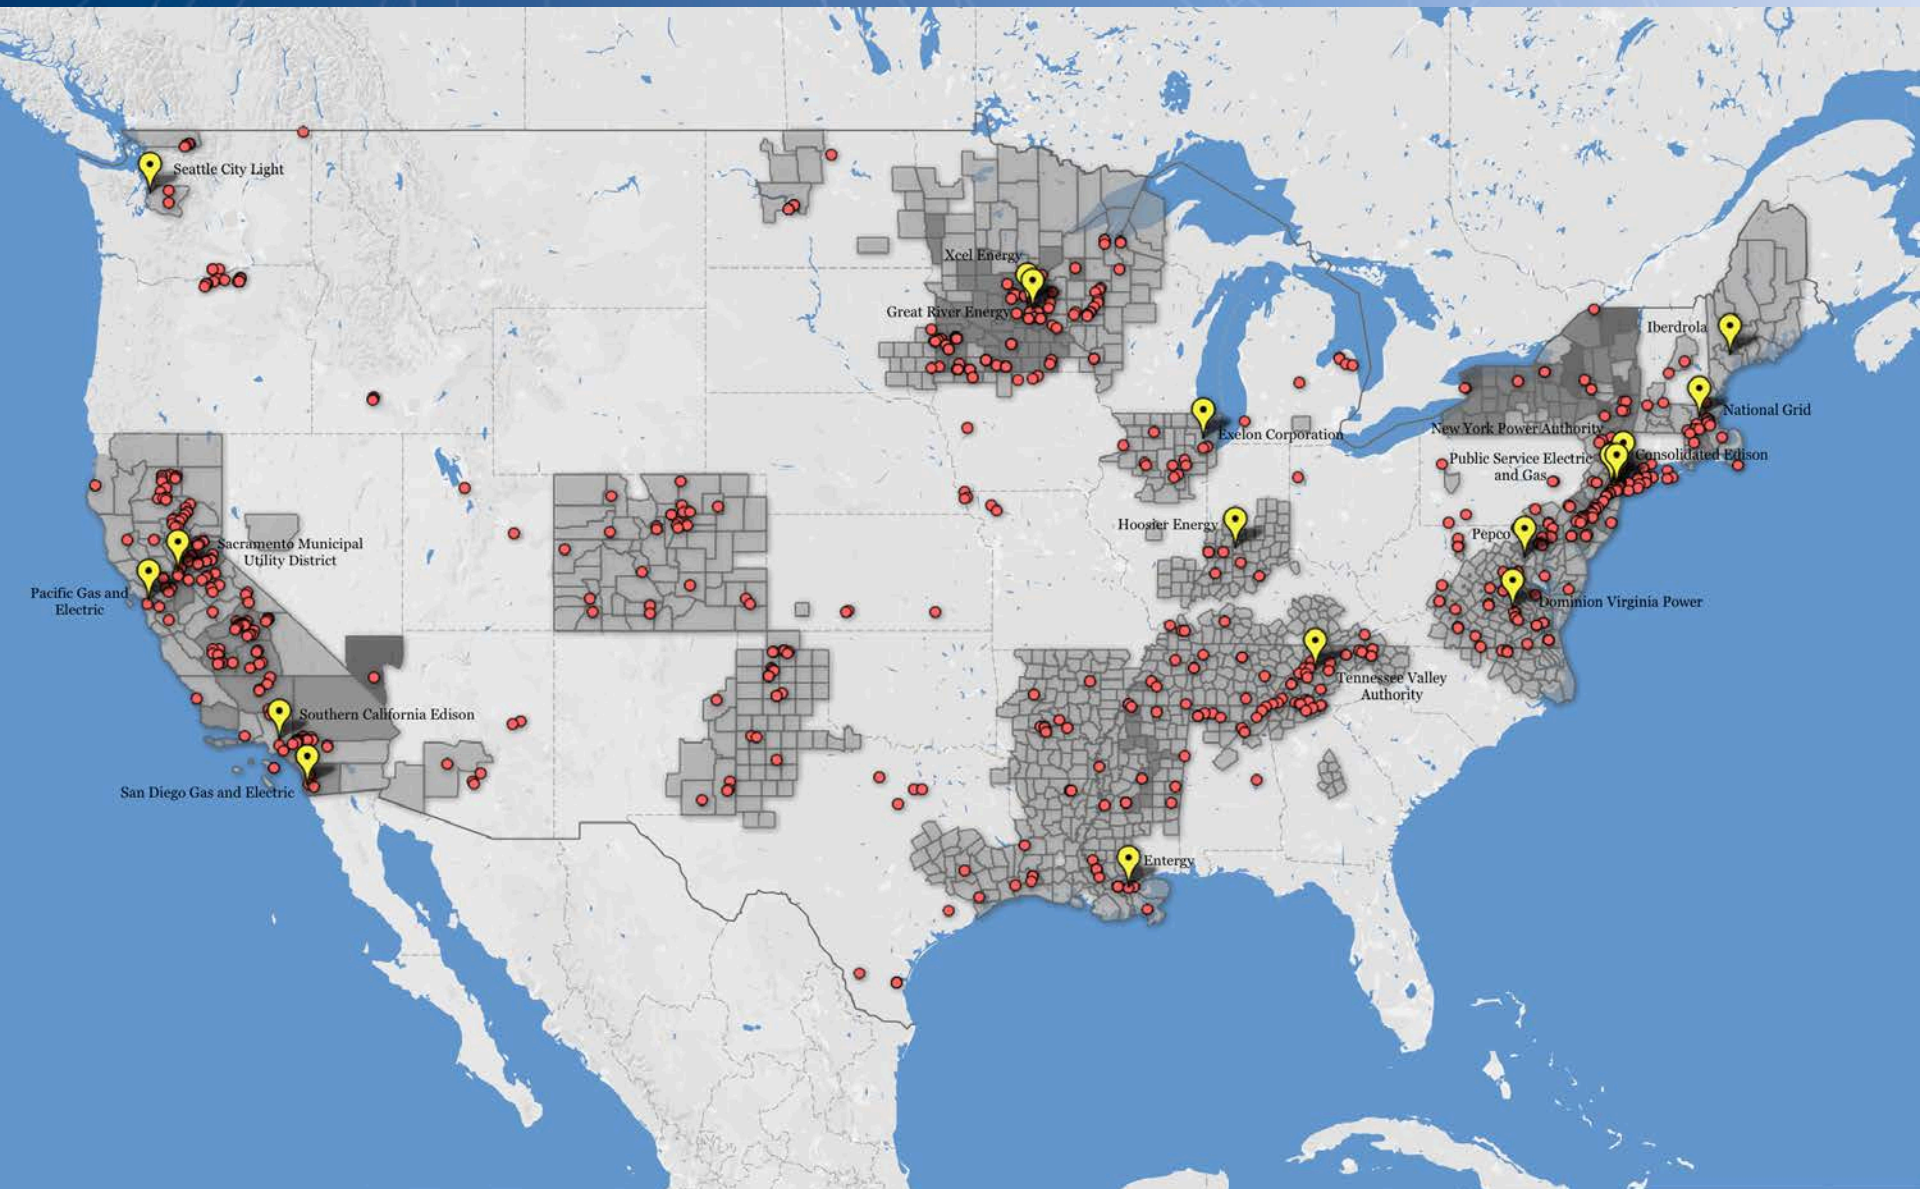 Seattle City Light
Xcel Energy
Great River Energy
Iberdrola
National Grid
New York Power Authority
Exelon Corporation
Consolidated Edison
Public Service Electric
and Gas
Hoosier Energy
Pepco
Sacramento Municipal
Utility District
Pacific Gas and
Electric
Dominion Virginia Power
Tennessee Valley
Authority
Southern California Edison
San Diego Gas and Electric
Entergy